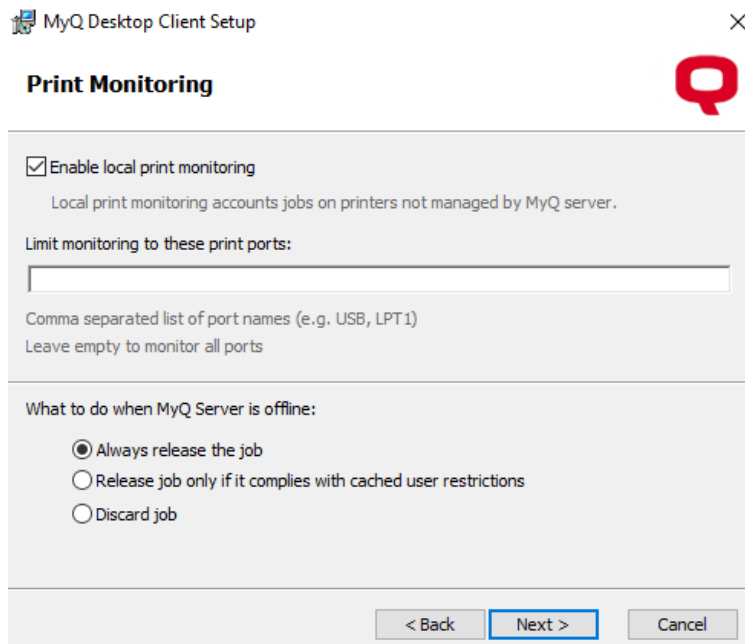 MyQ Desktop Client Setup
Print Monitoring
Enable local print monitoring
Local print monitoring accounts jobs on printers not managed by MyQ server.
Limit monitoring to these print ports:
Comma separated list of port names (e.g. USB, LPT1)
Leave empty to monitor all ports
What to do when MyQ Server is offline:
Always release the job
Release job only if it complies with cached user restrictions
Discard job
< Back Next > Cancel